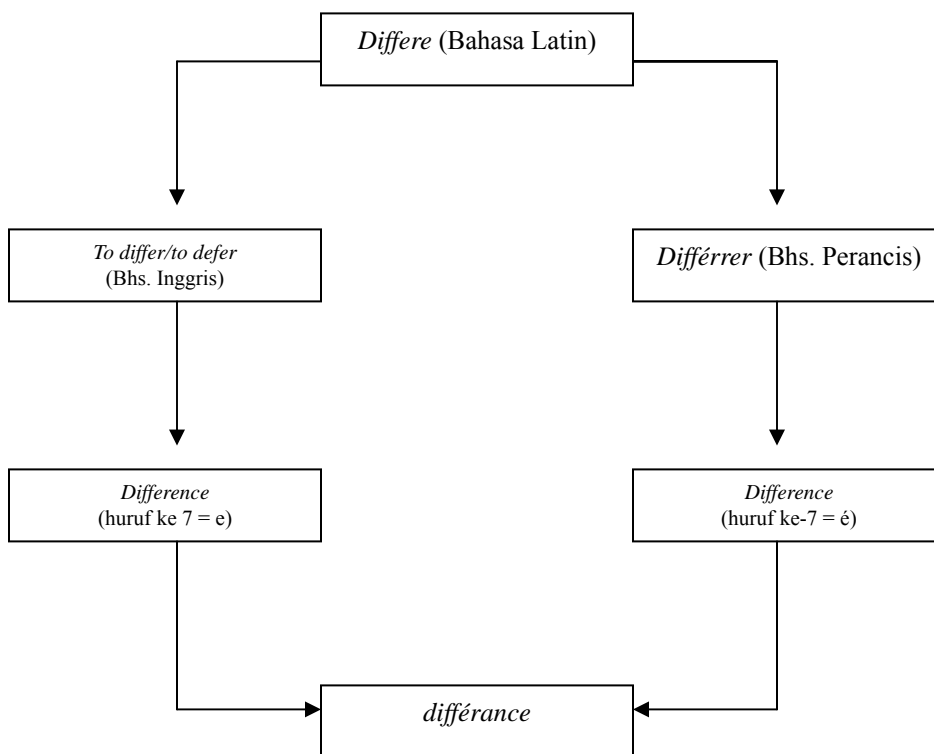 Differe (Bahasa Latin)
To differ/to defer
(Bhs. Inggris)
Différrer (Bhs. Perancis)
Difference
(huruf ke 7 = e)
Difference
(huruf ke-7 = é)
différance